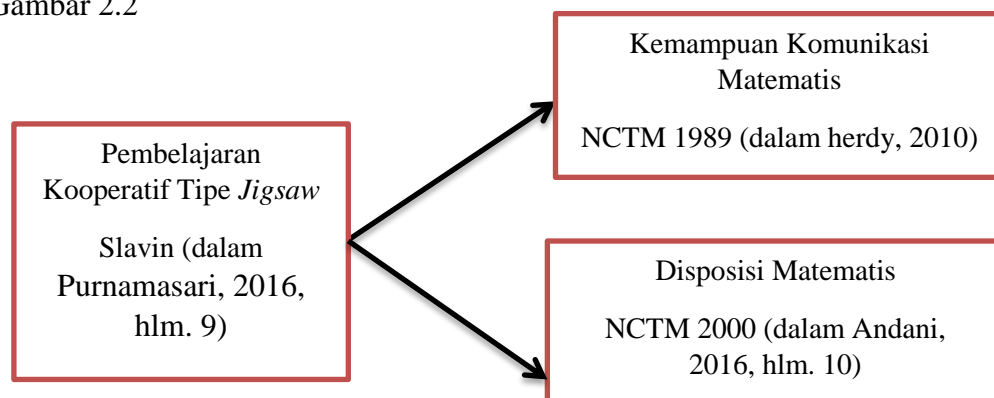 Gambar 2.2
Kemampuan Komunikasi
Matematis
NCTM 1989 (dalam herdy, 2010)
Pembelajaran
Kooperatif Tipe Jigsaw
Slavin (dalam
Purnamasari, 2016,
hlm. 9)
Disposisi Matematis
NCTM 2000 (dalam Andani,
2016, hlm. 10)